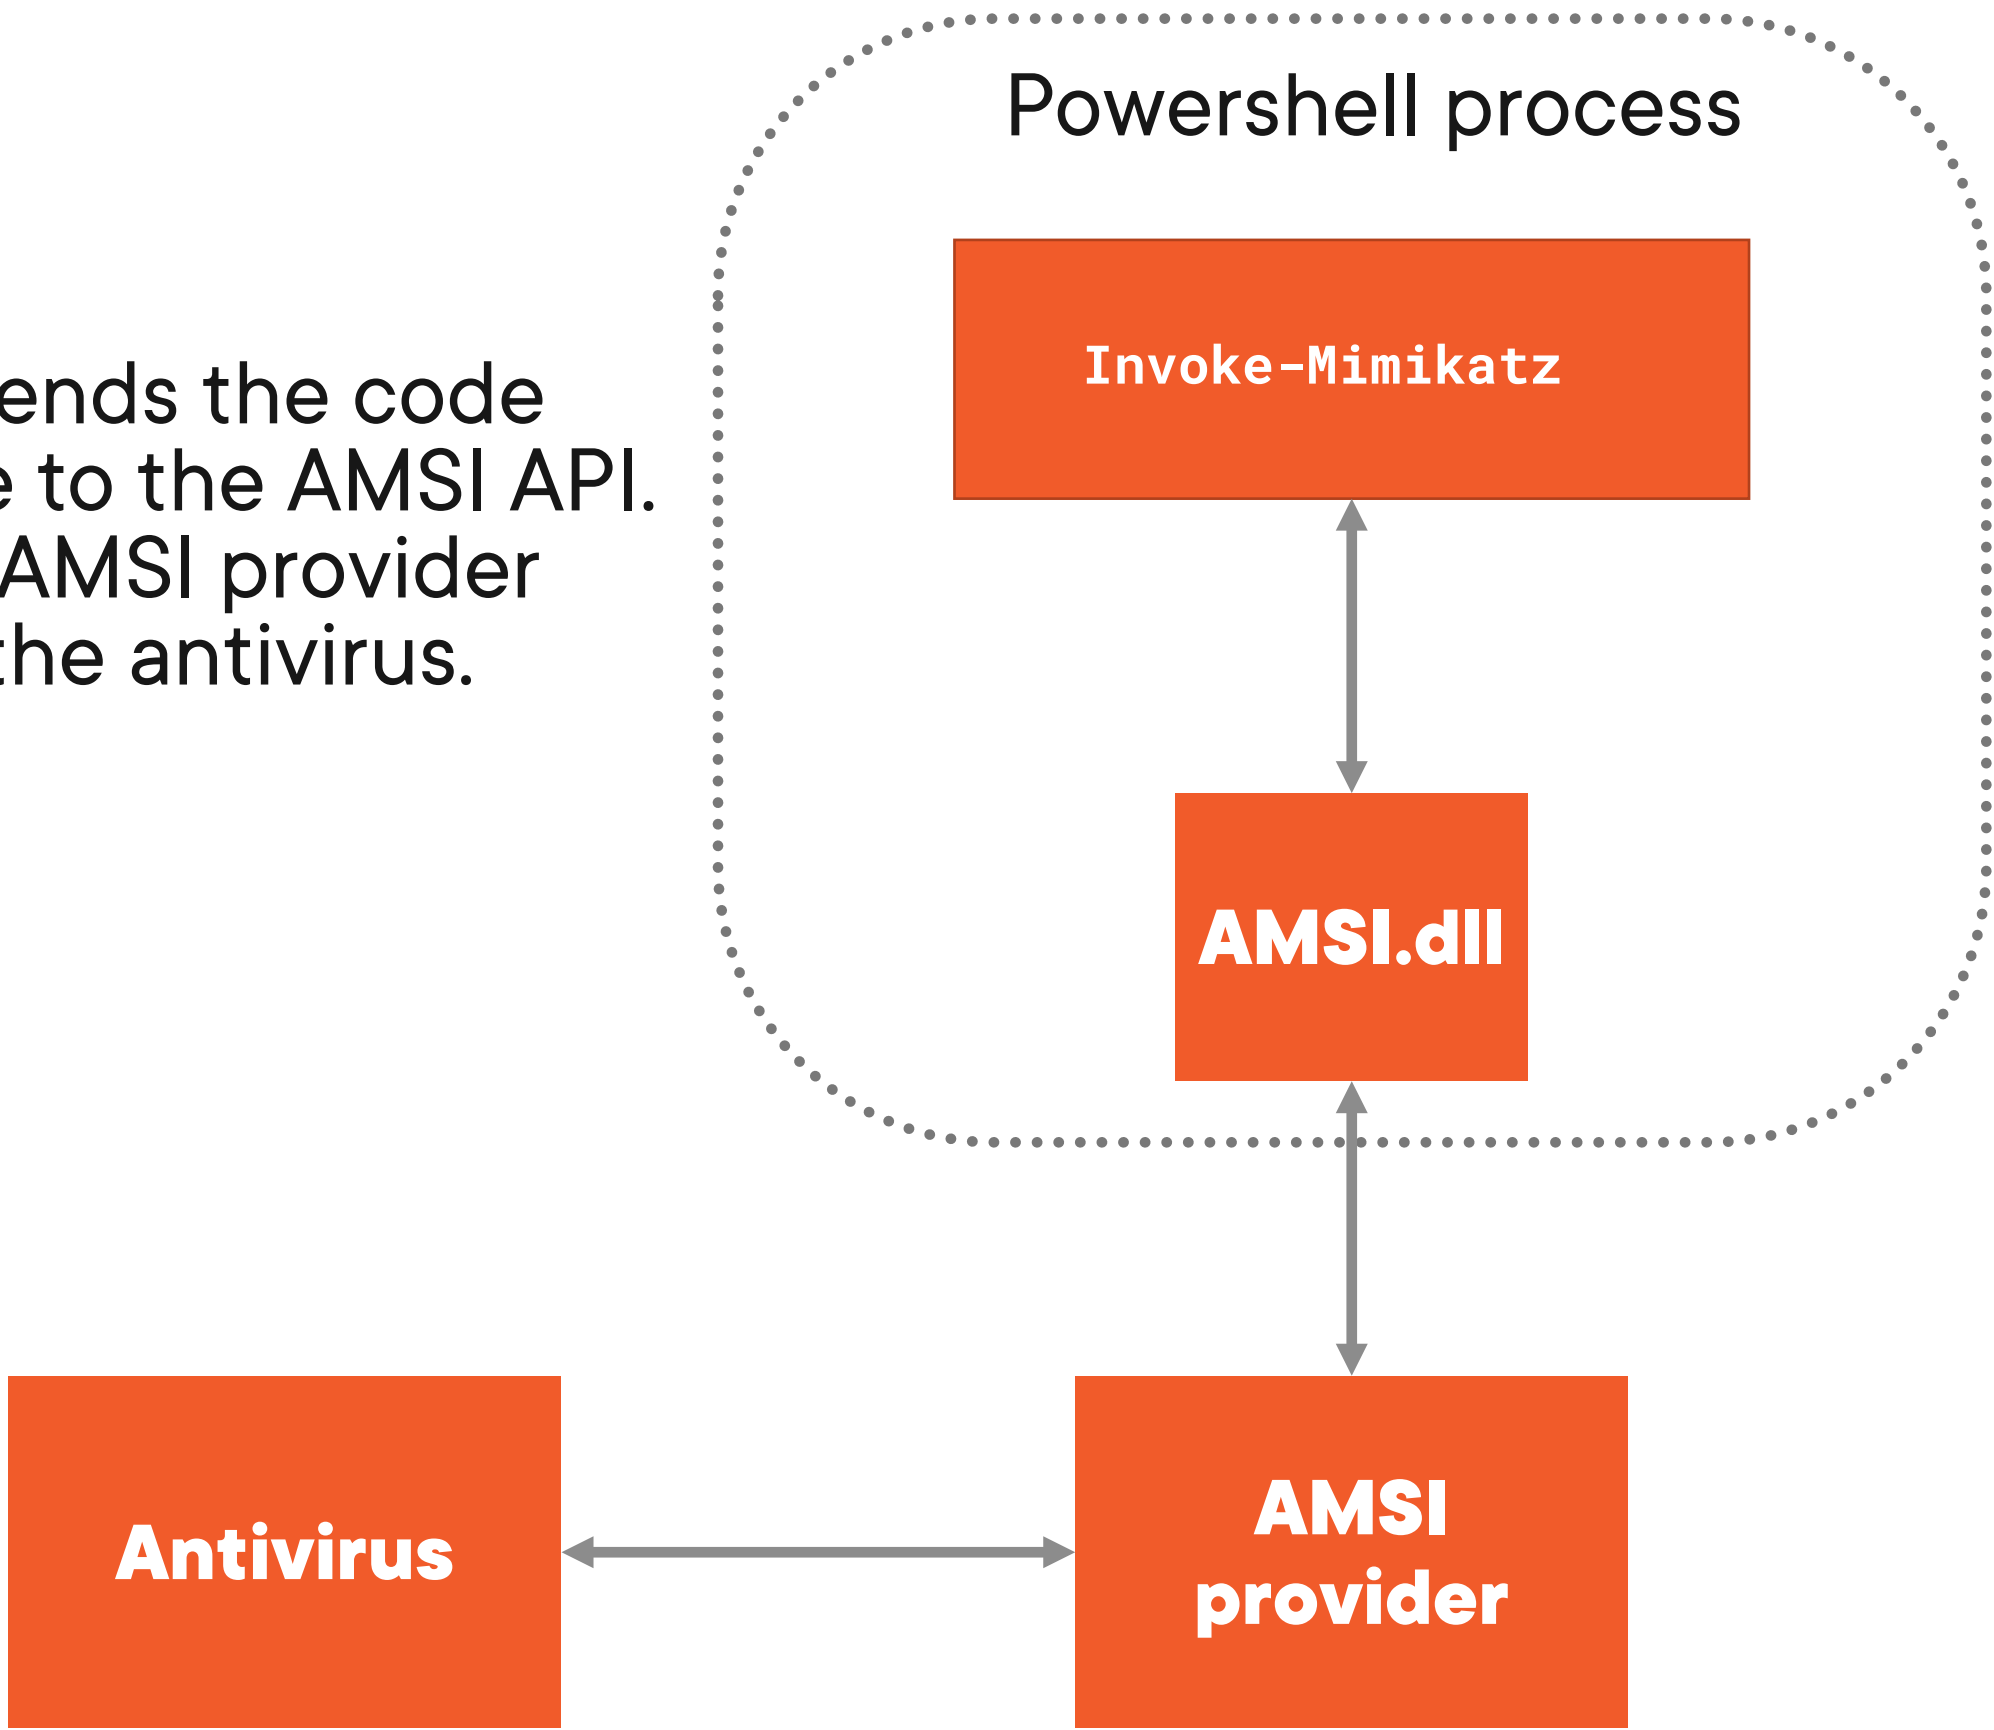 Powershell process
Invoke-Mimikatz
ends the code
to the AMSI API.
AMSI provider
the antivirus.
AMSI.dll
Antivirus
AMSI
provider